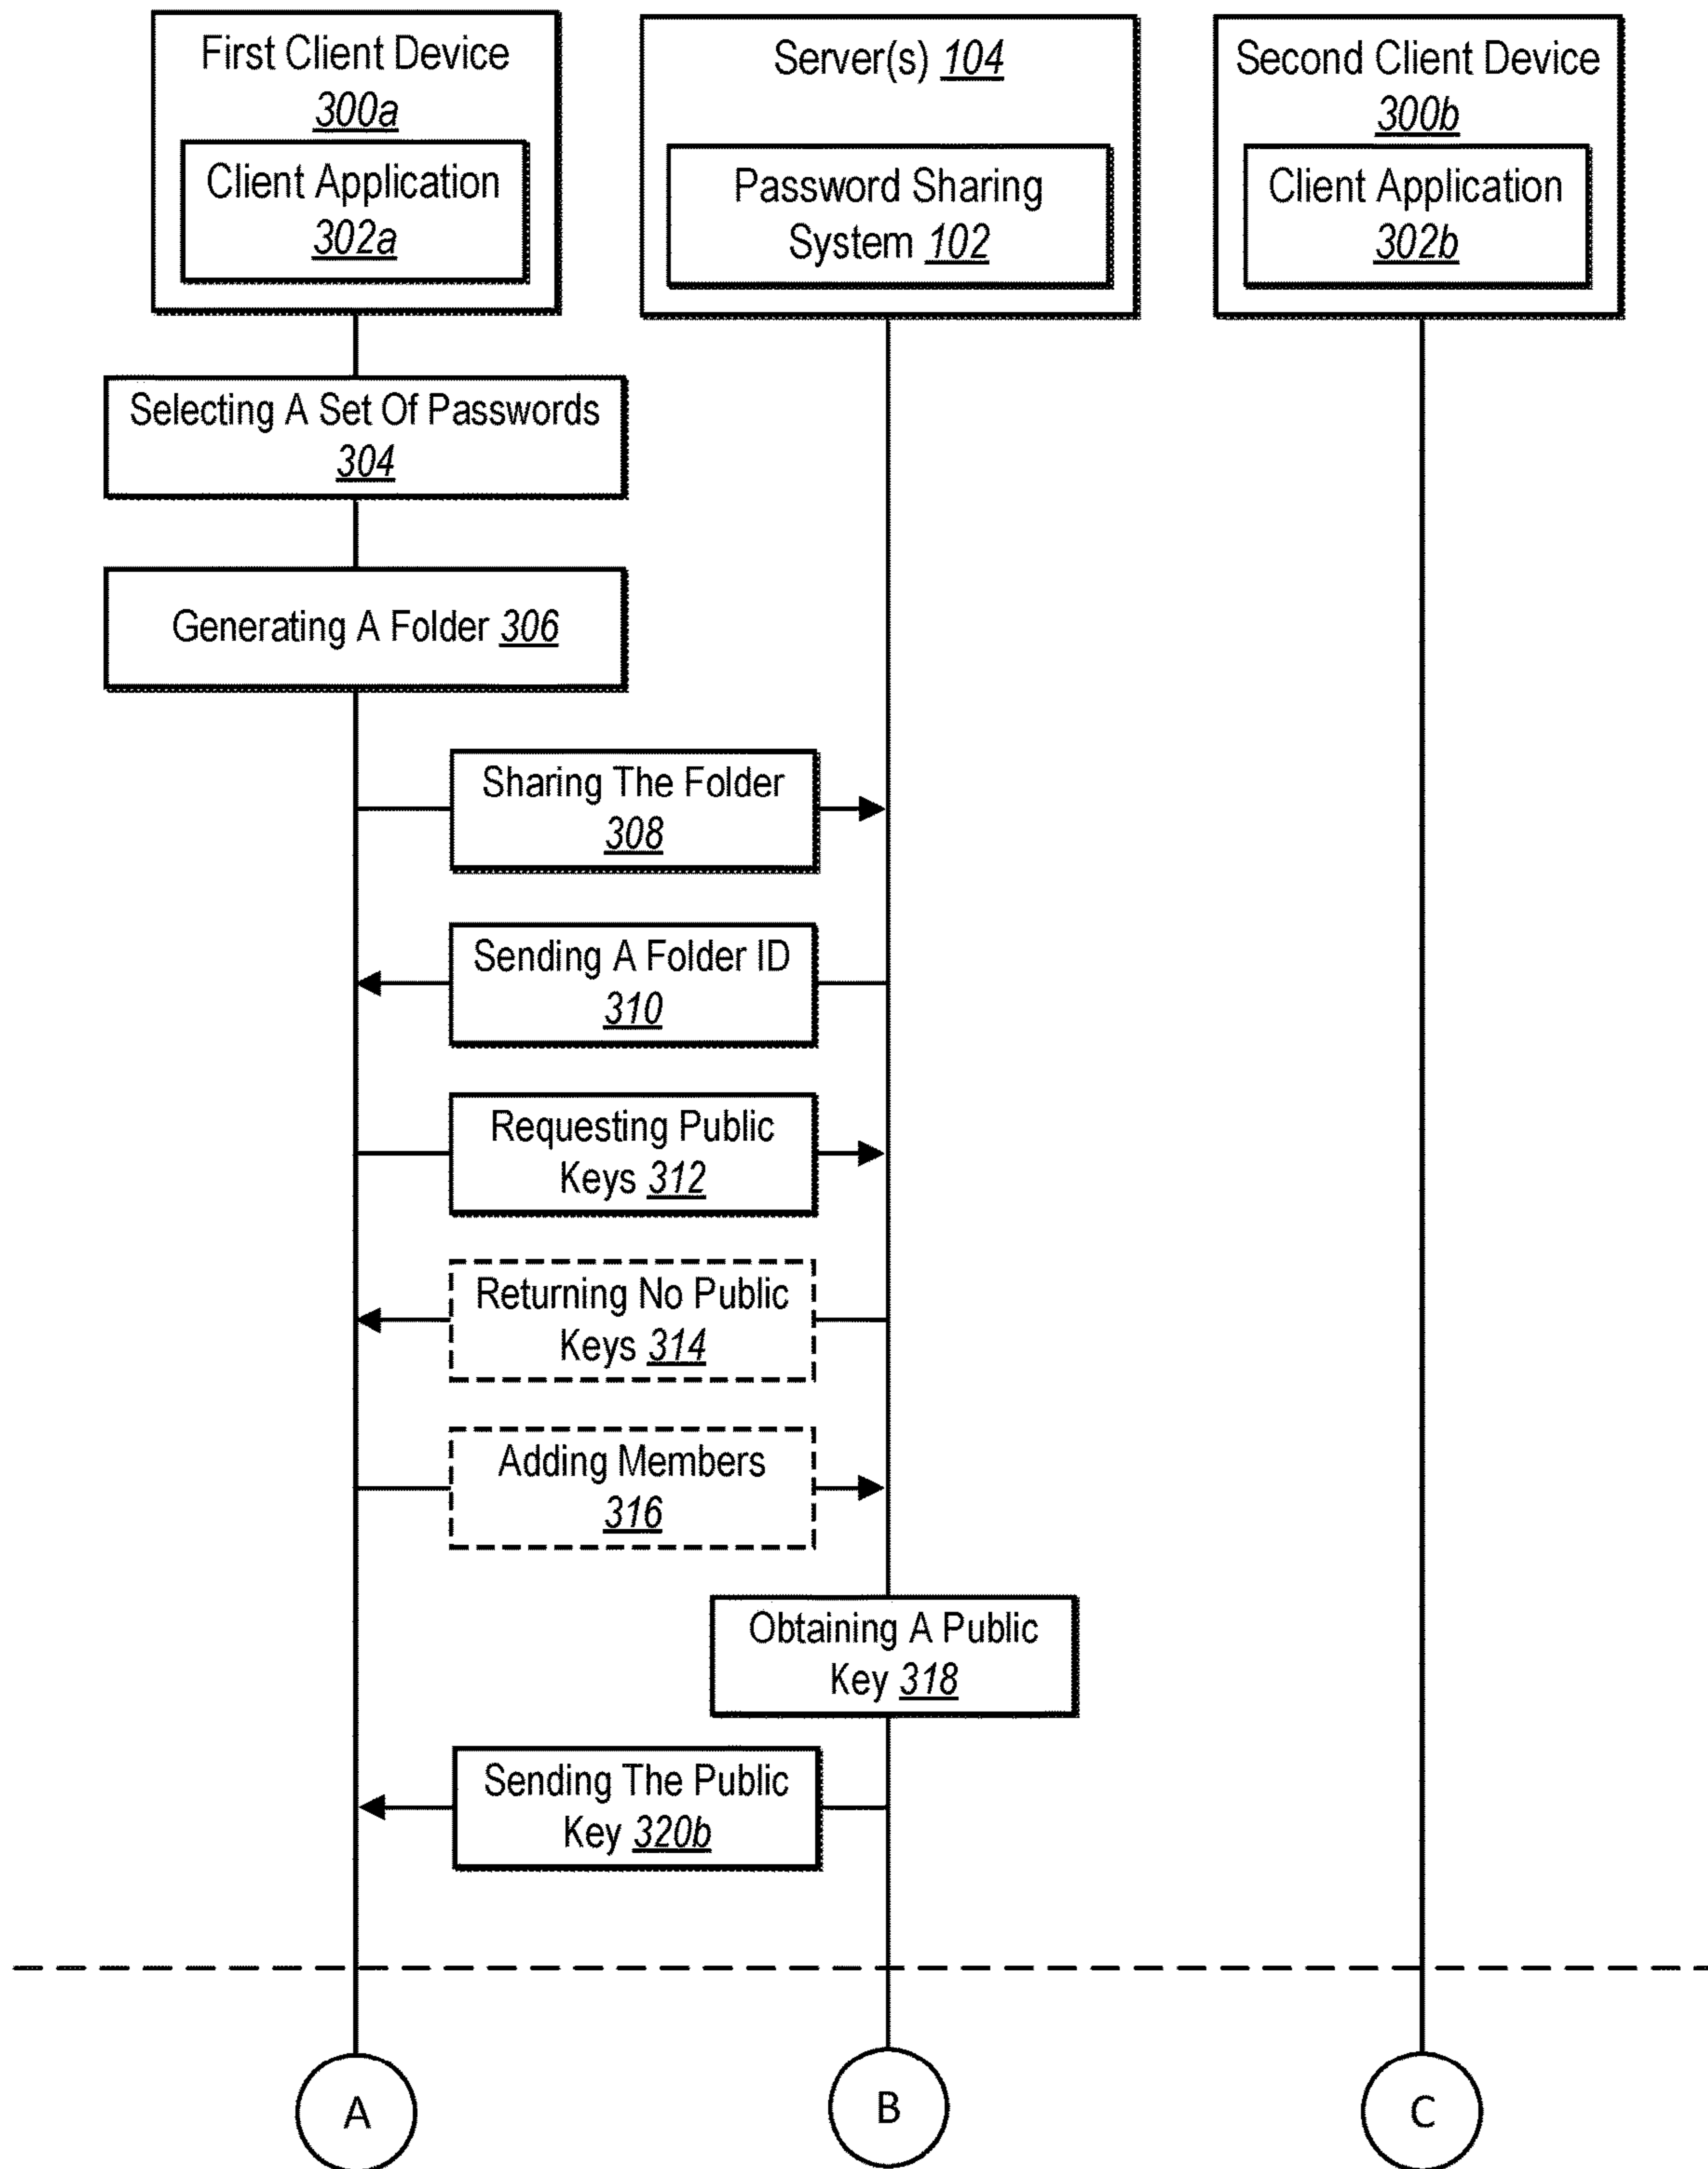 First Client Device
300a
Client Application
302a
Server(s) 104
Password Sharing
System 102
Second Client Device
300b
Client Application
302b
Selecting A Set Of Passwords
304
Generating A Folder 306
Sharing The Folder
308
Sending A Folder ID
310
Requesting Public
Keys 312
Returning No Public
Keys 314
Adding Members
316
Obtaining A Public
Key 318
Sending The Public
Key 320b
A
B
C